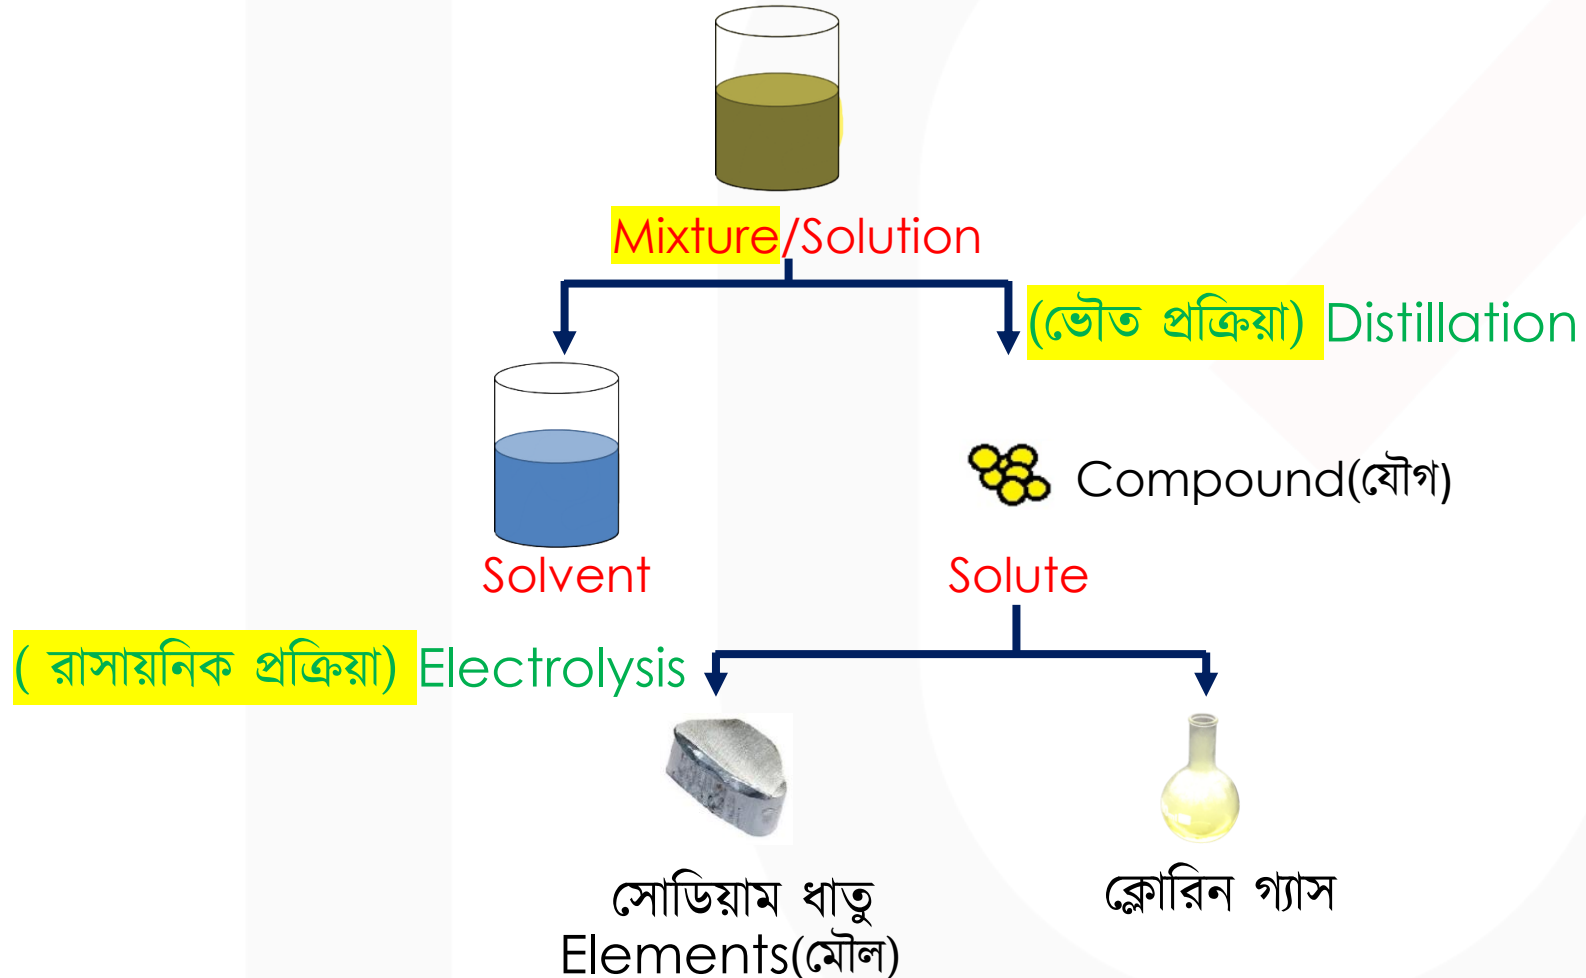 Mixture/Solution
(ভৌত প্রক্রিয়া) Distillation
Compound(যৌগ)
Solvent
Solute
( রাসায়নিক প্রক্রিয়া) Electrolysis
সোডিয়াম ধাতু
Elements(মৌল)
ক্লোরিন গ্যাস